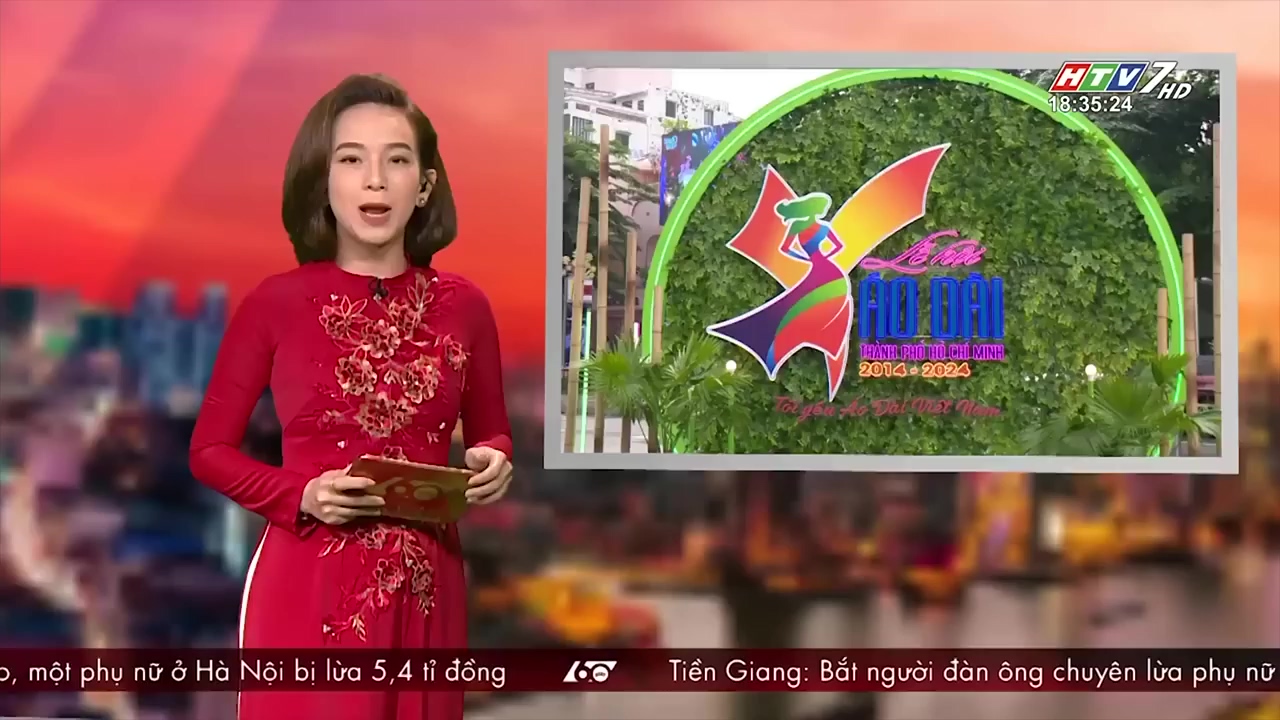 HTV7 HD
18:35:24
Lễ hội
ÁO DÀI
THÀNH PHỐ HỒ CHÍ MINH
2014 - 2024
Tôi yêu Áo Dài Việt Nam
60
, một phụ nữ ở Hà Nội bị lừa 5,4 tỉ đồng 60 Tiền Giang: Bắt người đàn ông chuyên lừa phụ nữ